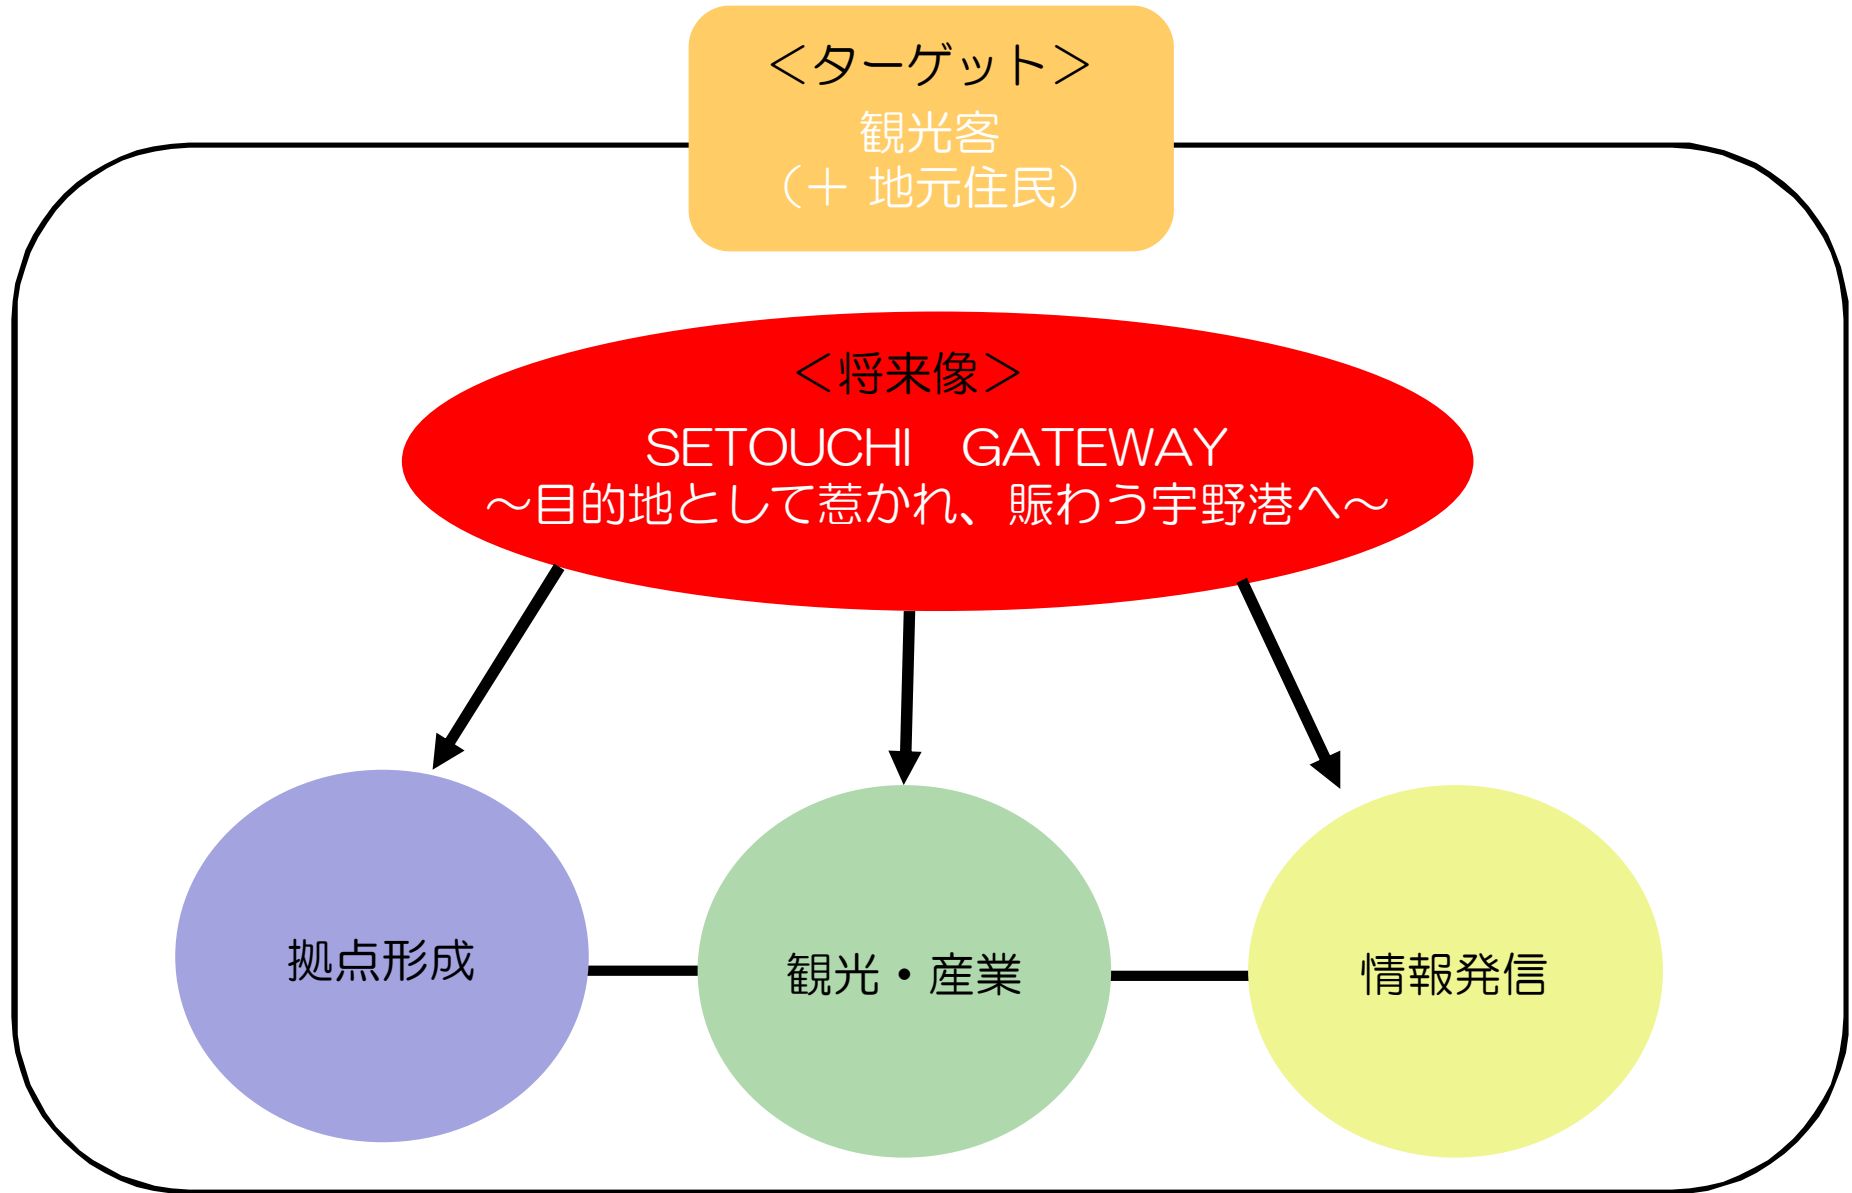 ＜ターゲット＞
観光客
（＋ 地元住民）
＜将来像＞
SETOUCHI　GATEWAY
～目的地として惹かれ、賑わう宇野港へ～
拠点形成
観光・産業
情報発信